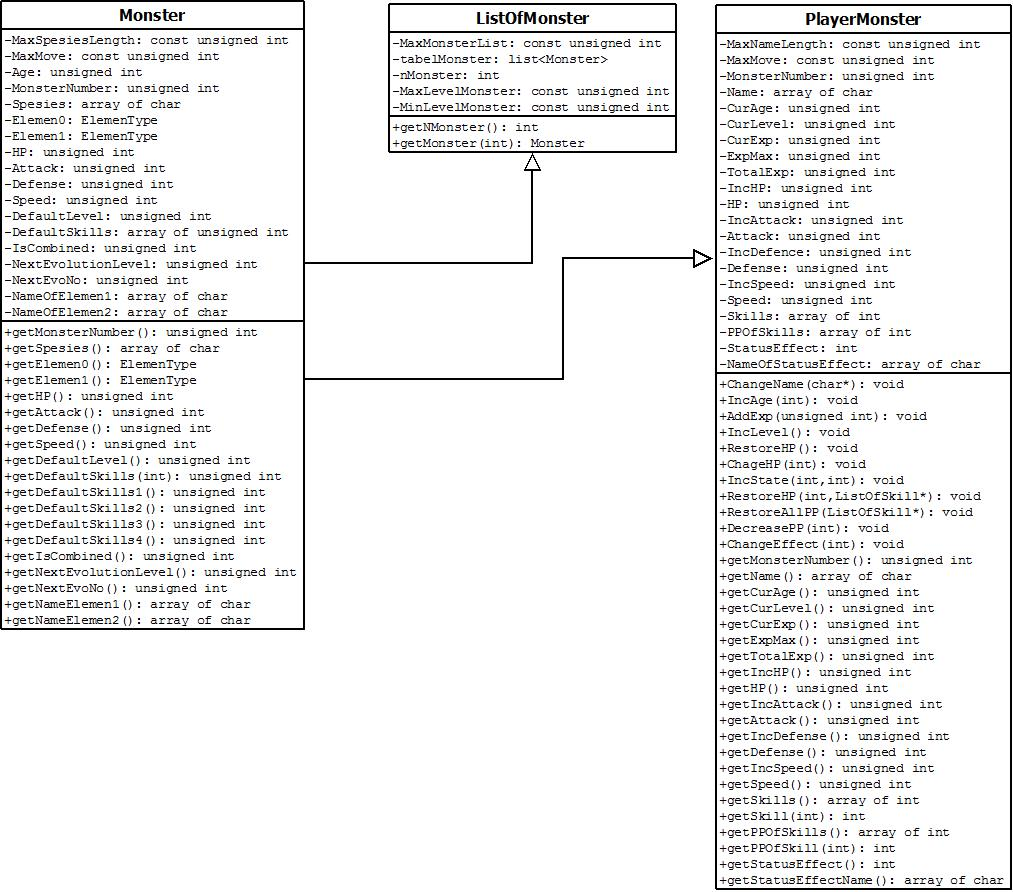 Monster
-MaxSpesiesLength: const unsigned int
-MaxMove: const unsigned int
-Age: unsigned int
-MonsterNumber: unsigned int
-Spesies: array of char
-Elemen0: ElemenType
-Elemen1: ElemenType
-HP: unsigned int
-Attack: unsigned int
-Defense: unsigned int
-Speed: unsigned int
-DefaultLevel: unsigned int
-DefaultSkills: array of unsigned int
-IsCombined: unsigned int
-NextEvolutionLevel: unsigned int
-NextEvoNo: unsigned int
-NameOfElemen1: array of char
-NameOfElemen2: array of char
+getMonsterNumber(): unsigned int
+getSpesies(): array of char
+getElemen0(): ElemenType
+getElemen1(): ElemenType
+getHP(): unsigned int
+getAttack(): unsigned int
+getDefense(): unsigned int
+getSpeed(): unsigned int
+getDefaultLevel(): unsigned int
+getDefaultSkills(int): unsigned int
+getDefaultSkills1(): unsigned int
+getDefaultSkills2(): unsigned int
+getDefaultSkills3(): unsigned int
+getDefaultSkills4(): unsigned int
+getIsCombined(): unsigned int
+getNextEvolutionLevel(): unsigned int
+getNextEvoNo(): unsigned int
+getNameElemen1(): array of char
+getNameElemen2(): array of char
ListOfMonster
-MaxMonsterList: const unsigned int
-tabelMonster: list<Monster>
-nMonster: int
-MaxLevelMonster: const unsigned int
-MinLevelMonster: const unsigned int
+getNMonster(): int
+getMonster(int): Monster
PlayerMonster
-MaxNameLength: const unsigned int
-MaxMove: const unsigned int
-MonsterNumber: unsigned int
-Name: array of char
-CurAge: unsigned int
-CurLevel: unsigned int
-CurExp: unsigned int
-ExpMax: unsigned int
-TotalExp: unsigned int
-IncHP: unsigned int
-HP: unsigned int
-IncAttack: unsigned int
-Attack: unsigned int
-IncDefence: unsigned int
-Defense: unsigned int
-IncSpeed: unsigned int
-Speed: unsigned int
-Skills: array of int
-PPOfSkills: array of int
-StatusEffect: int
-NameOfStatusEffect: array of char
+ChangeName(char*): void
+IncAge(int): void
+AddExp(unsigned int): void
+IncLevel(): void
+RestoreHP(): void
+ChageHP(int): void
+IncState(int,int): void
+RestoreHP(int,ListOfSkill*): void
+RestoreAllPP(ListOfSkill*): void
+DecreasePP(int): void
+ChangeEffect(int): void
+getMonsterNumber(): unsigned int
+getName(): array of char
+getCurAge(): unsigned int
+getCurLevel(): unsigned int
+getCurExp(): unsigned int
+getExpMax(): unsigned int
+getTotalExp(): unsigned int
+getIncHP(): unsigned int
+getHP(): unsigned int
+getIncAttack(): unsigned int
+getAttack(): unsigned int
+getIncDefense(): unsigned int
+getDefense(): unsigned int
+getIncSpeed(): unsigned int
+getSpeed(): unsigned int
+getSkills(): array of int
+getSkill(int): int
+getPPOfSkills(): array of int
+getPPOfSkill(int): int
+getStatusEffect(): int
+getStatusEffectName(): array of char